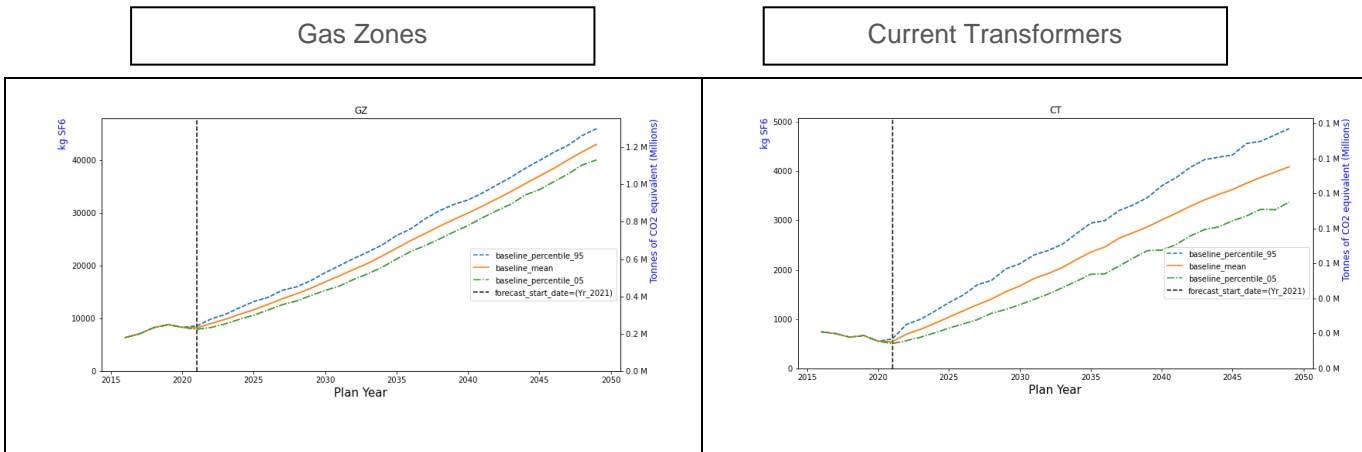 Gas Zones
Current Transformers
GZ
kg SF6
40000
30000
20000
10000
0
1.2 M
1.0 M
0.8 M
0.6 M
0.4 M
0.2 M
0.0 M
Tonnes of CO2 equivalent (Millions)
baseline_percentile_95
baseline_mean
baseline_percentile_05
forecast_start_date=(Yr_2021)
2015 2020 2025 2030 2035 2040 2045 2050
Plan Year
CT
kg SF6
5000
4000
3000
2000
1000
0
0.1 M
0.1 M
0.1 M
0.1 M
0.1 M
0.0 M
0.0 M
0.0 M
Tonnes of CO2 equivalent (Millions)
baseline_percentile_95
baseline_mean
baseline_percentile_05
forecast_start_date=(Yr_2021)
2015 2020 2025 2030 2035 2040 2045 2050
Plan Year